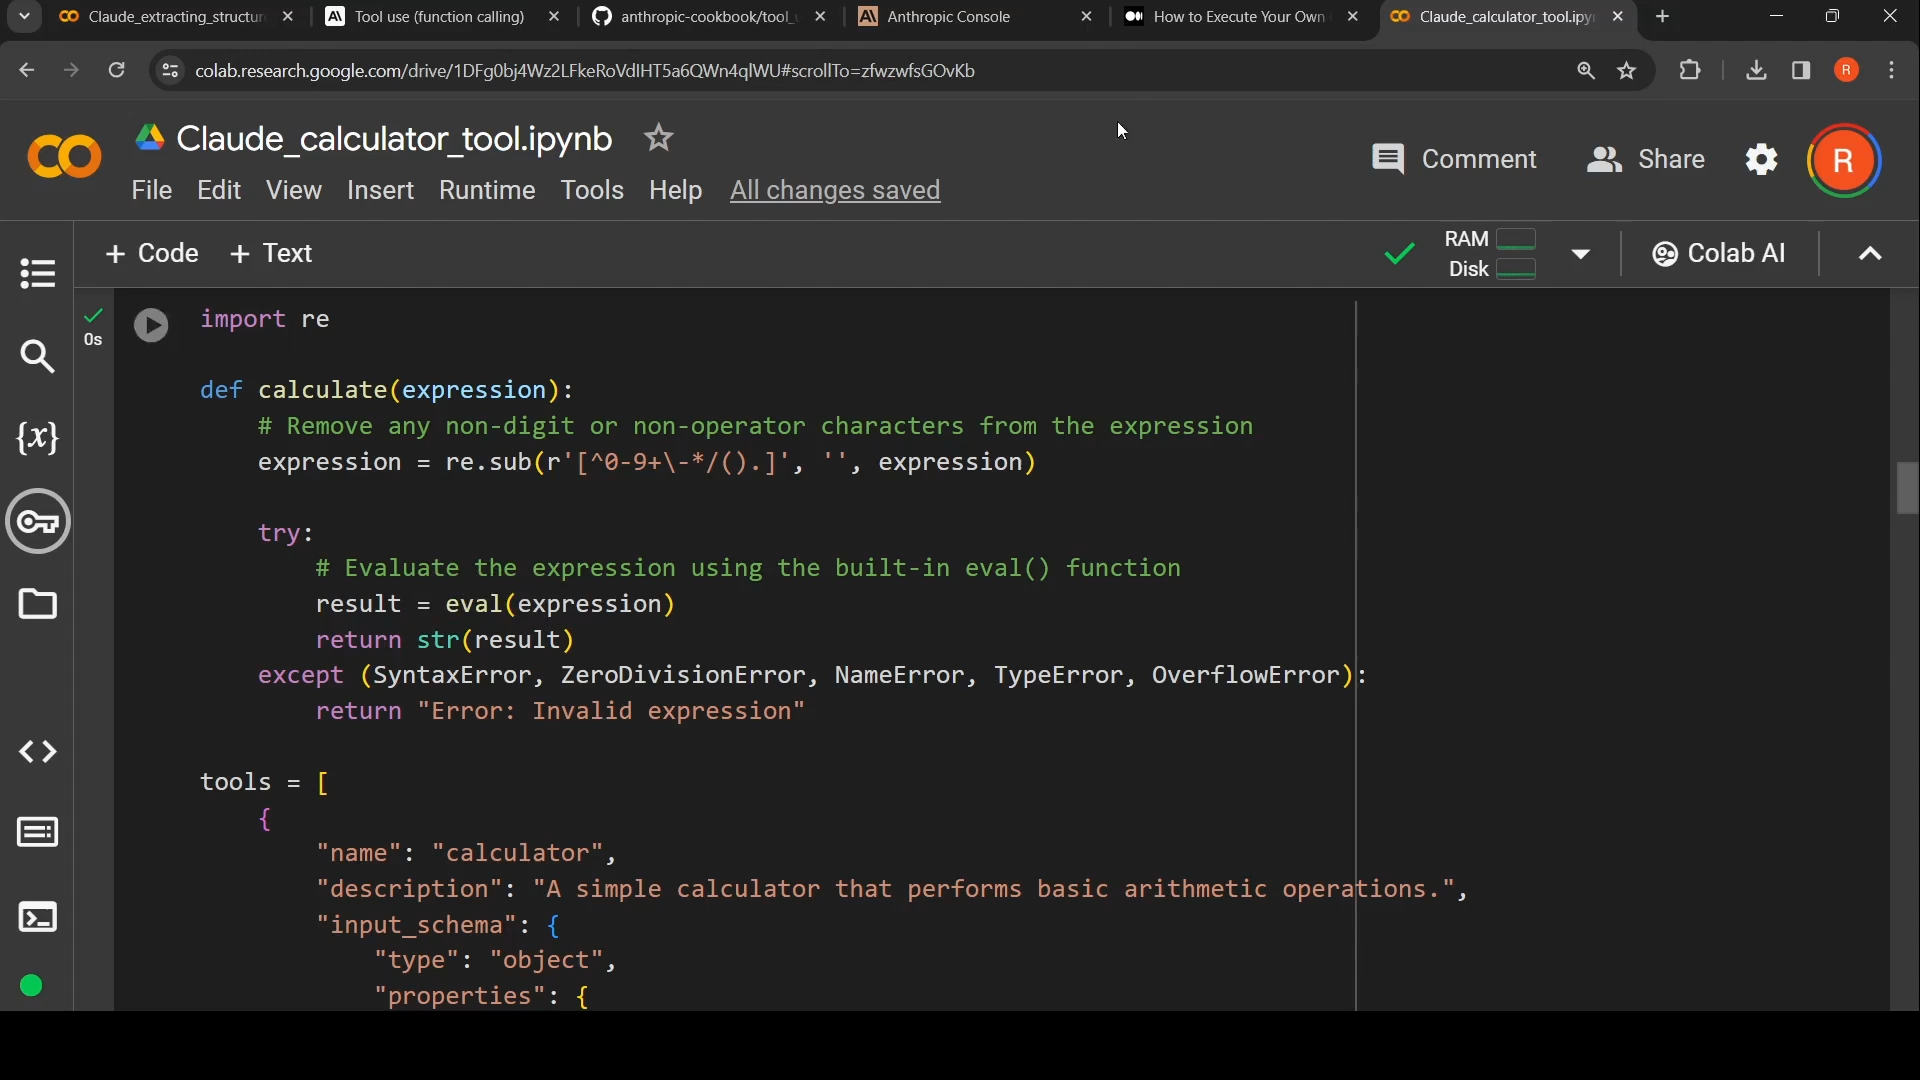 Claude_extracting_structur
Tool use (function calling)
anthropic-cookbook/tool_u
Anthropic Console
How to Execute Your Own
Claude_calculator_tool.ipy
colab.research.google.com/drive/1DFg0bj4Wz2LFkeRoVdIHT5a6QWn4qlWU#scrollTo=zfwzwfsGOvKb
R
Claude_calculator_tool.ipynb
Comment
Share
R
File Edit View Insert Runtime Tools Help All changes saved
+ Code + Text
RAM
Disk
Colab AI
0s
{x}
import re
def calculate(expression):
# Remove any non-digit or non-operator characters from the expression
expression = re.sub(r'[^0-9+\-*/().]', '', expression)
try:
# Evaluate the expression using the built-in eval() function
result = eval(expression)
return str(result)
except (SyntaxError, ZeroDivisionError, NameError, TypeError, OverflowError):
return "Error: Invalid expression"
tools = [
{
"name": "calculator",
"description": "A simple calculator that performs basic arithmetic operations.",
"input_schema": {
"type": "object",
"properties": {